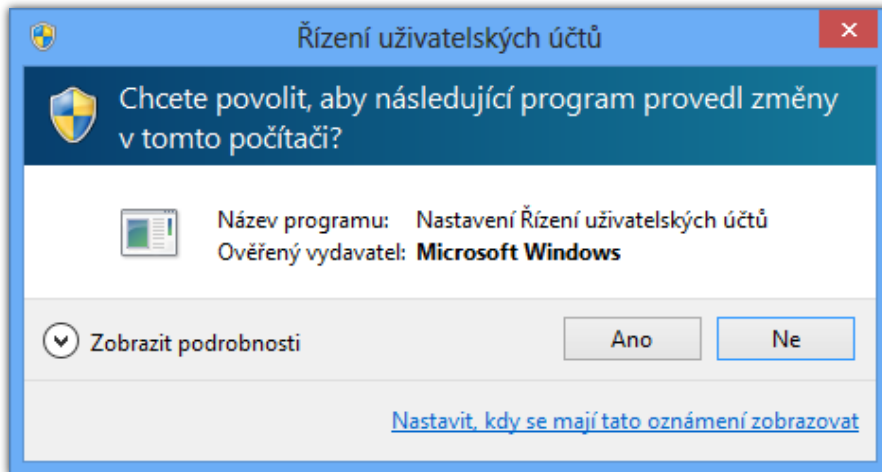 Řízení uživatelských účtů
Chcete povolit, aby následující program provedl změny
v tomto počítači?
Název programu: Nastavení Řízení uživatelských účtů
Ověřený vydavatel: Microsoft Windows
Zobrazit podrobnosti
Ano
Ne
Nastavit, kdy se mají tato oznámení zobrazovat